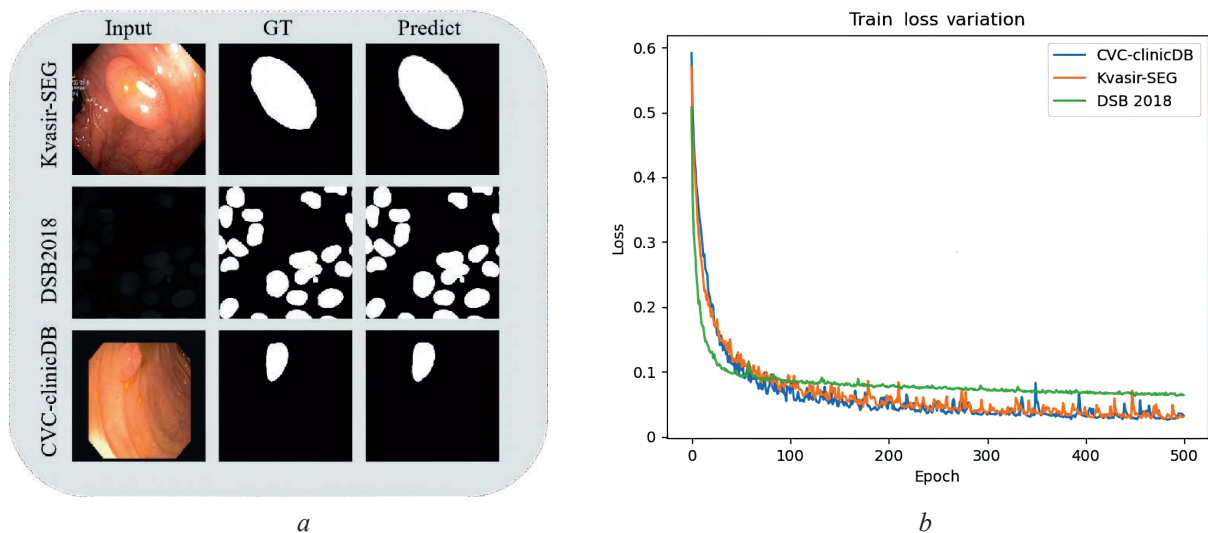 Input GT Predict
Kvasir-SEG
DSB2018
CVC-clinicDB
a
Train loss variation
CVC-clinicDB
Kvasir-SEG
DSB 2018
Loss
0.6
0.5
0.4
0.3
0.2
0.1
0
0 100 200 300 400 500
Epoch
b